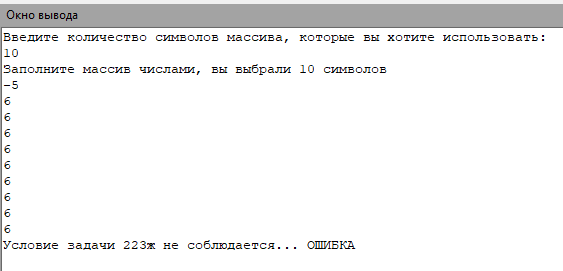 Окно вывода
Введите количество символов массива, которые вы хотите использовать:
10
Заполните массив числами, вы выбрали 10 символов
-5
6
6
6
6
6
6
6
6
6
Условие задачи 223ж не соблюдается... ОШИБКА